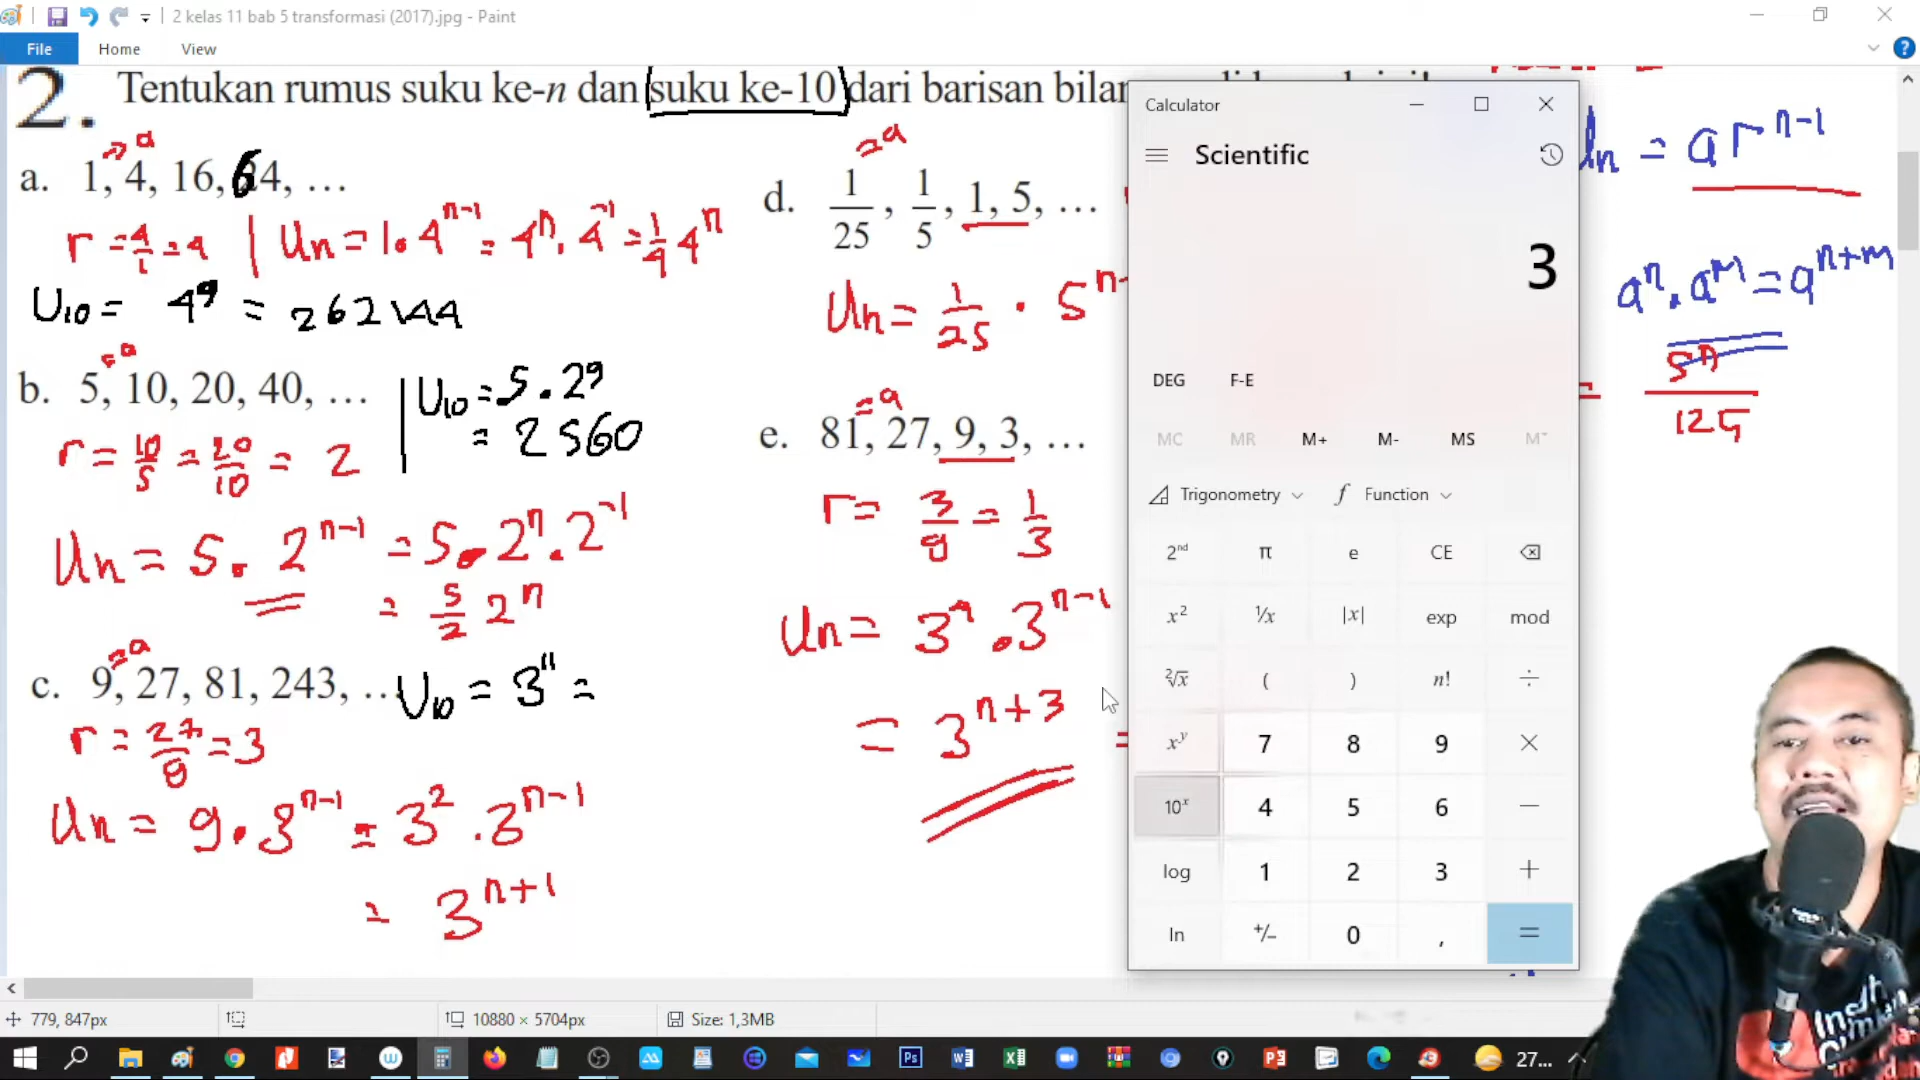 2 kelas 11 bab 5 transformasi (2017).jpg - Paint
File Home View
2. Tentukan rumus suku ke-n dan suku ke-10 dari barisan bilan
= a
a. 1, 4, 16, 64, …
r = 4/1 = 4 | Un = 1 . 4^(n-1) = 4^n . 4^(-1) = 1/4 4^n
U10 = 4^9 = 262144
= a
b. 5, 10, 20, 40, …
U10 = 5 . 2^9
= 2560
r = 10/5 = 20/10 = 2
Un = 5 . 2^(n-1) = 5 . 2^n . 2^(-1)
= 5/2 2^n
= a
c. 9, 27, 81, 243, …
U10 = 3^11 =
r = 27/9 = 3
Un = 9 . 3^(n-1) = 3^2 . 3^(n-1)
= 3^(n+1)
= a
d. 1/25, 1/5, 1, 5, …
Un = 1/25 . 5^(n-
= a
e. 81, 27, 9, 3, …
r = 3/9 = 1/3
Un = 3^4 . 3^(n-1)
= 3^(n+3)
=
Un = a r^(n-1)
a^n . a^m = a^(n+m)
= 5^n/125
Calculator
Scientific
3
DEG F-E
MC MR M+ M- MS M˅
Trigonometry f Function
2nd π e CE
x² ¹/x |x| exp mod
²√x ( ) n! ÷
x^y 7 8 9 ×
10^x 4 5 6 −
log 1 2 3 +
ln +/− 0 , =
779, 847px
10880 × 5704px
Size: 1,3MB
27...